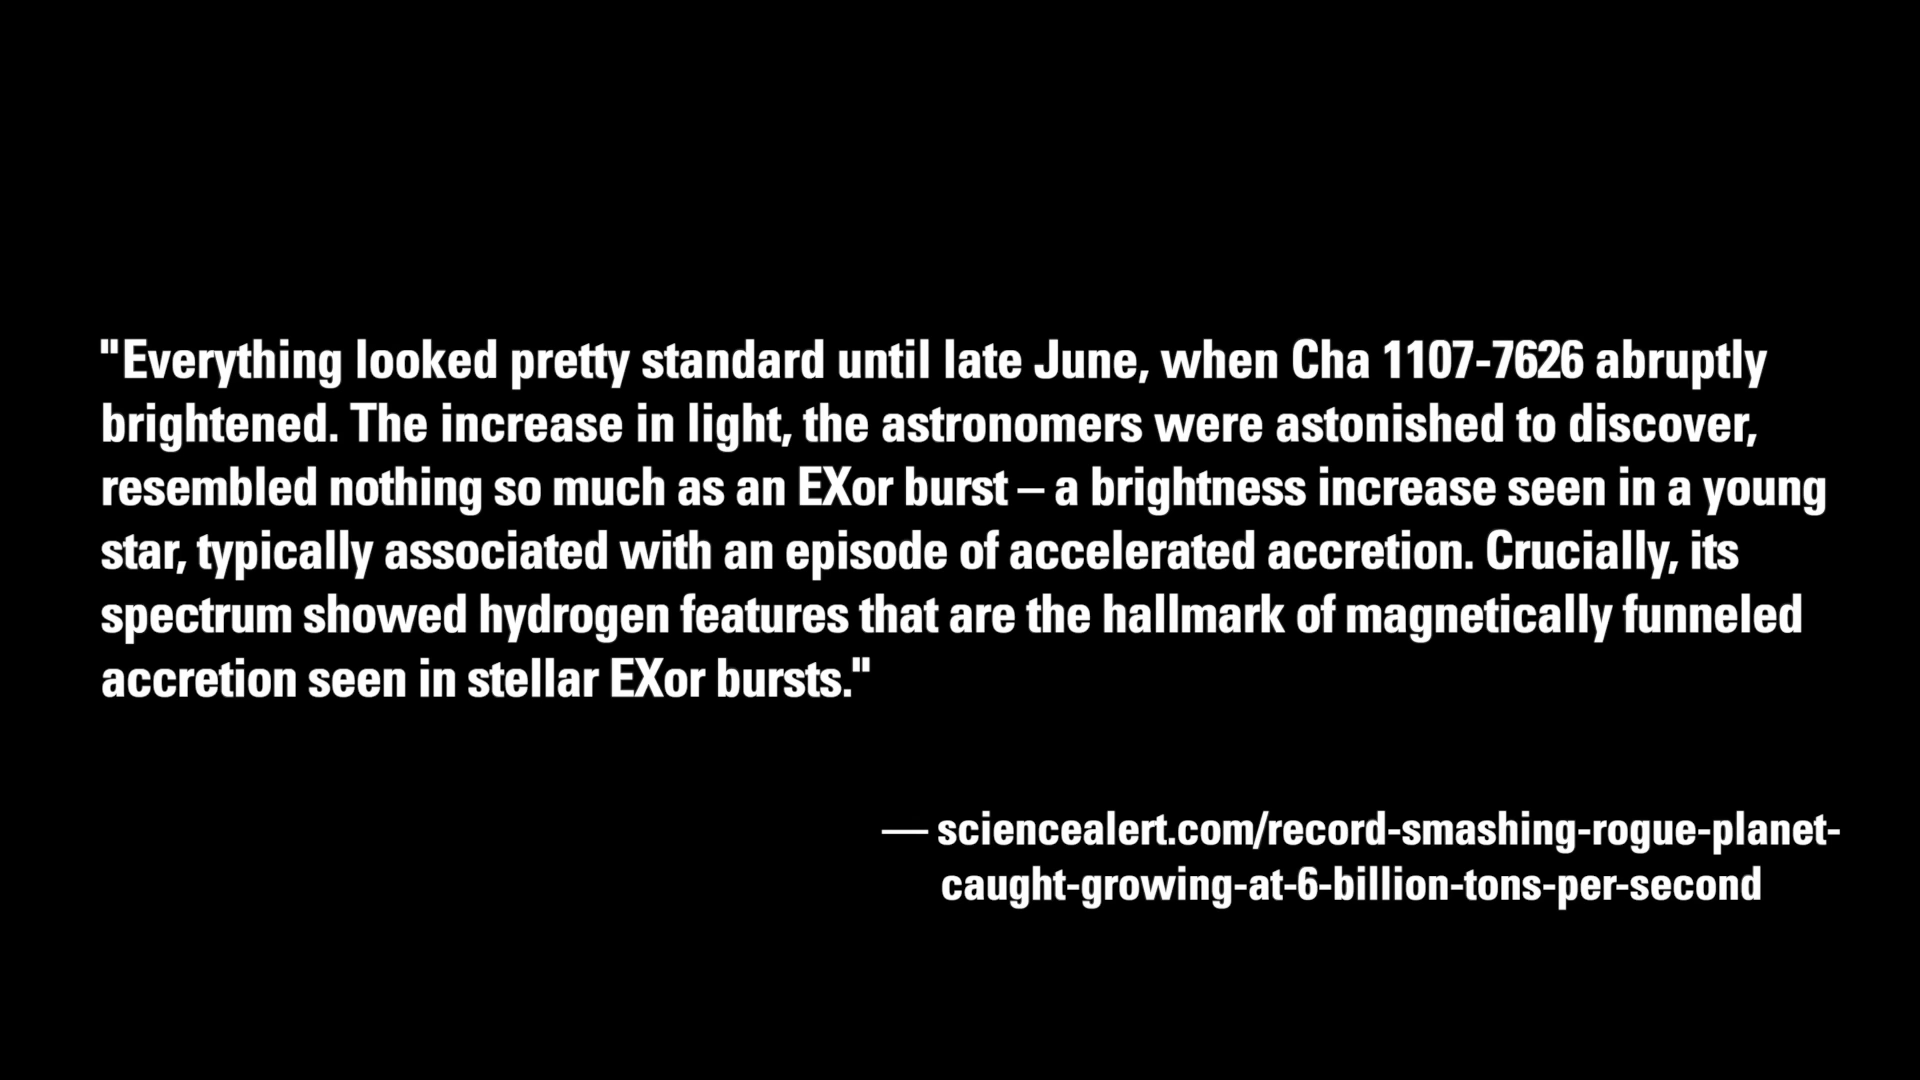 "Everything looked pretty standard until late June, when Cha 1107-7626 abruptly
brightened. The increase in light, the astronomers were astonished to discover,
resembled nothing so much as an EXor burst – a brightness increase seen in a young
star, typically associated with an episode of accelerated accretion. Crucially, its
spectrum showed hydrogen features that are the hallmark of magnetically funneled
accretion seen in stellar EXor bursts."
— sciencealert.com/record-smashing-rogue-planet-
caught-growing-at-6-billion-tons-per-second